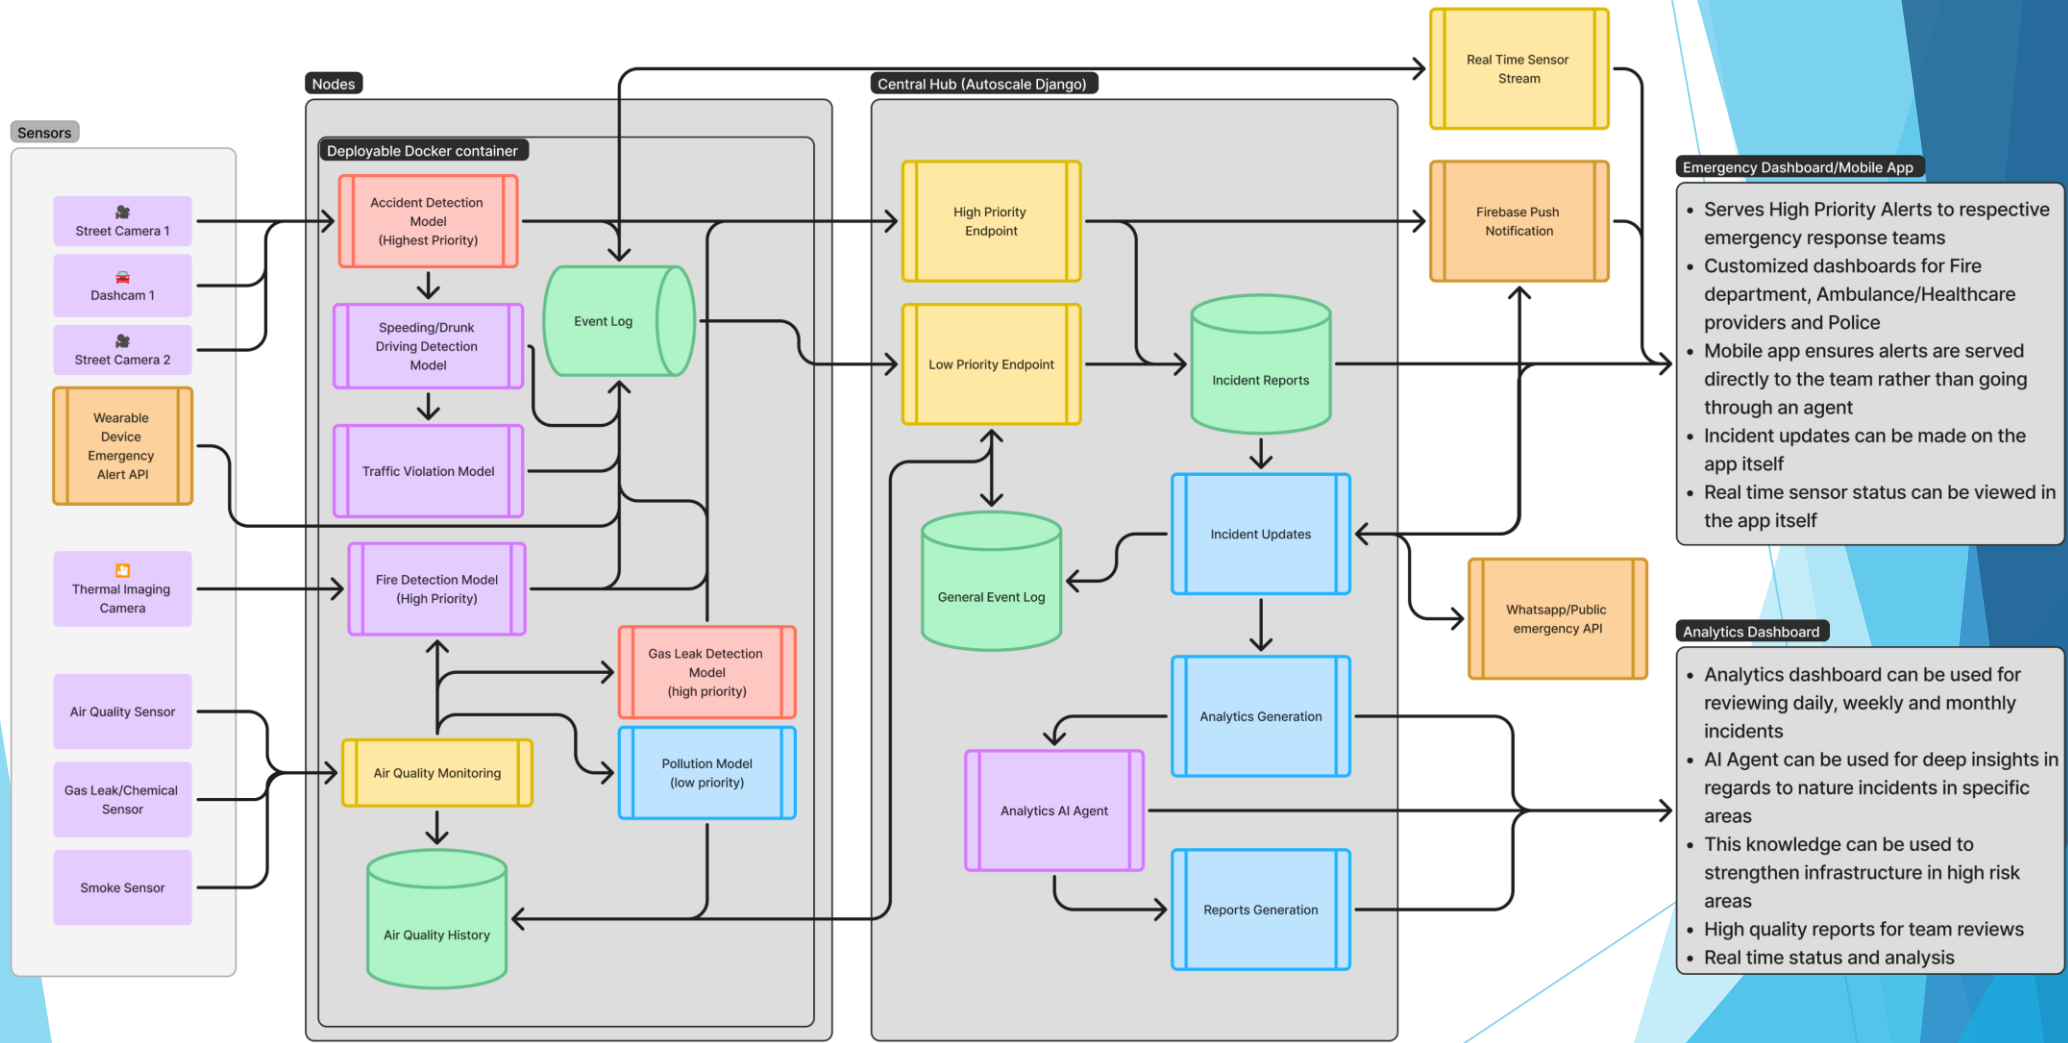 Sensors
Street Camera 1
Dashcam 1
Street Camera 2
Wearable
Device
Emergency
Alert API
Thermal Imaging
Camera
Air Quality Sensor
Gas Leak/Chemical
Sensor
Smoke Sensor
Nodes
Deployable Docker container
Accident Detection
Model
(Highest Priority)
Speeding/Drunk
Driving Detection
Model
Traffic Violation Model
Event Log
Fire Detection Model
(High Priority)
Gas Leak Detection
Model
(high priority)
Air Quality Monitoring
Pollution Model
(low priority)
Air Quality History
Central Hub (Autoscale Django)
High Priority
Endpoint
Low Priority Endpoint
Incident Reports
General Event Log
Incident Updates
Analytics Generation
Analytics AI Agent
Reports Generation
Real Time Sensor
Stream
Firebase Push
Notification
Whatsapp/Public
emergency API
Emergency Dashboard/Mobile App
• Serves High Priority Alerts to respective
emergency response teams
• Customized dashboards for Fire
department, Ambulance/Healthcare
providers and Police
• Mobile app ensures alerts are served
directly to the team rather than going
through an agent
• Incident updates can be made on the
app itself
• Real time sensor status can be viewed in
the app itself
Analytics Dashboard
• Analytics dashboard can be used for
reviewing daily, weekly and monthly
incidents
• AI Agent can be used for deep insights in
regards to nature incidents in specific
areas
• This knowledge can be used to
strengthen infrastructure in high risk
areas
• High quality reports for team reviews
• Real time status and analysis